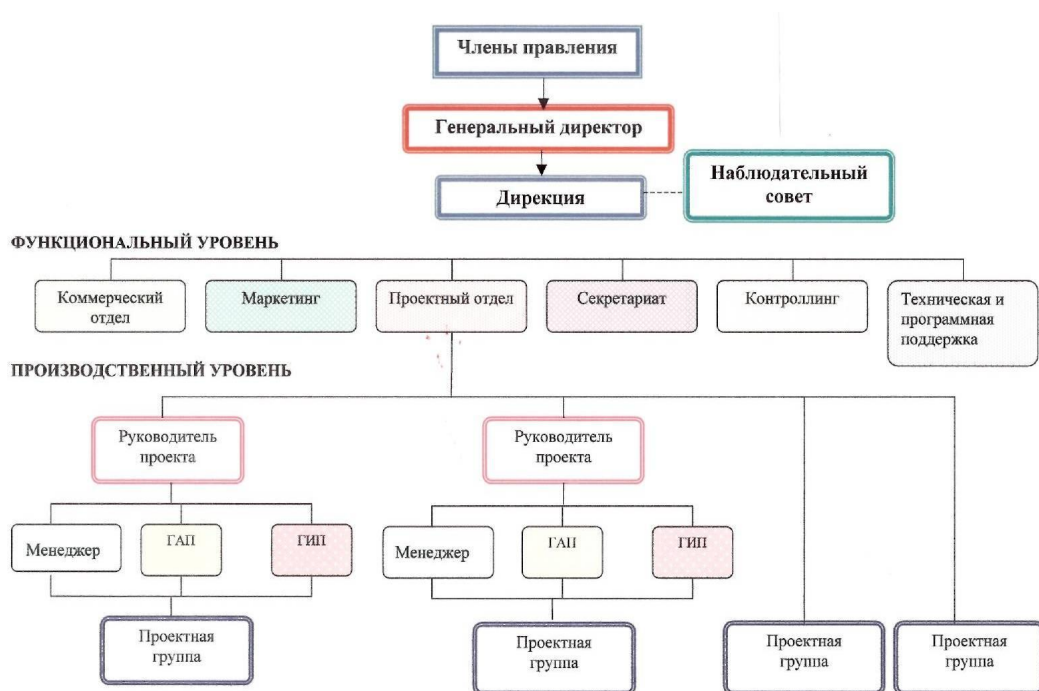 Члены правления
Генеральный директор
Дирекция
Наблюдательный
совет
ФУНКЦИОНАЛЬНЫЙ УРОВЕНЬ
Коммерческий
отдел
Маркетинг
Проектный отдел
Секретариат
Контроллинг
Техническая и
программная
поддержка
ПРОИЗВОДСТВЕННЫЙ УРОВЕНЬ
Руководитель
проекта
Руководитель
проекта
Менеджер
ГАП
ГИП
Менеджер
ГАП
ГИП
Проектная
группа
Проектная
группа
Проектная
группа
Проектная
группа